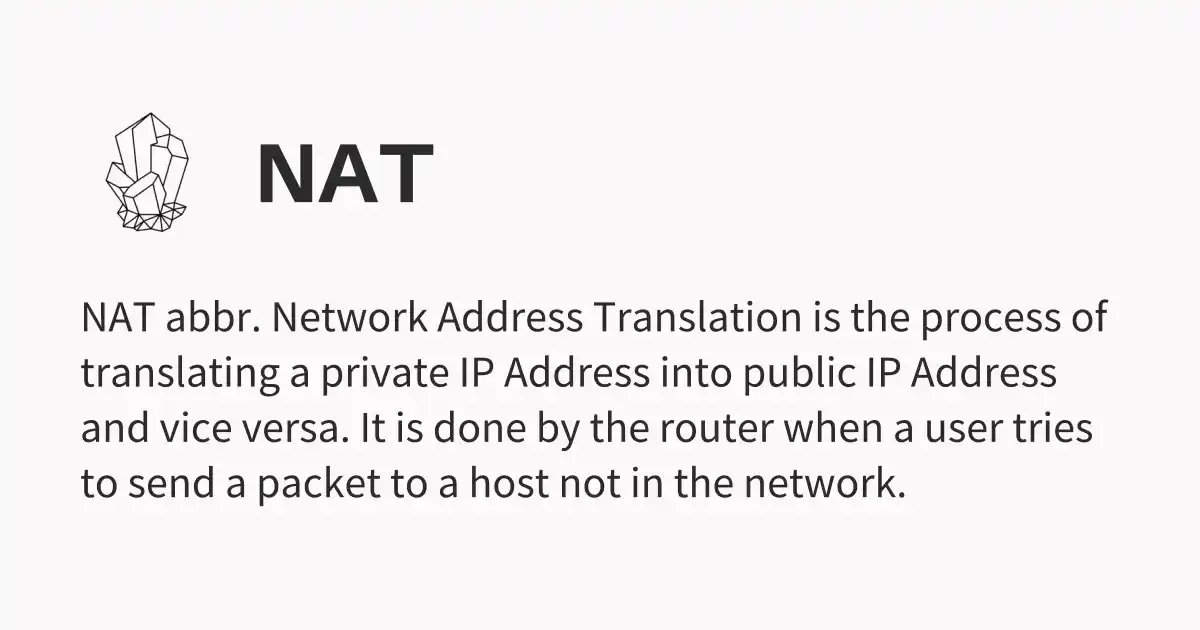 NAT
NAT abbr. Network Address Translation is the process of
translating a private IP Address into public IP Address
and vice versa. It is done by the router when a user tries
to send a packet to a host not in the network.